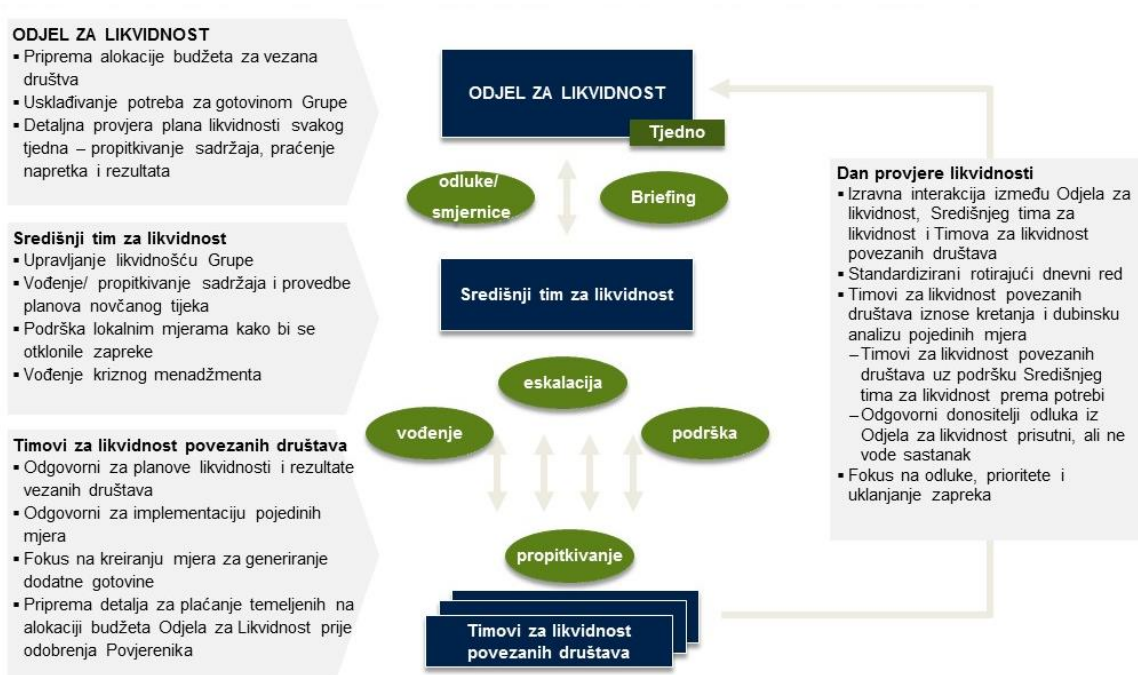 ODJEL ZA LIKVIDNOST
▪ Priprema alokacije budžeta za vezana
društva
▪ Usklađivanje potreba za gotovinom Grupe
▪ Detaljna provjera plana likvidnosti svakog
tjedna – propitkivanje sadržaja, praćenje
napretka i rezultata
Središnji tim za likvidnost
▪ Upravljanje likvidnošću Grupe
▪ Vođenje/ propitkivanje sadržaja i provedbe
planova novčanog tijeka
▪ Podrška lokalnim mjerama kako bi se
otklonile zapreke
▪ Vođenje kriznog menadžmenta
Timovi za likvidnost povezanih društava
▪ Odgovorni za planove likvidnosti i rezultate
vezanih društava
▪ Odgovorni za implementaciju pojedinih
mjera
▪ Fokus na kreiranju mjera za generiranje
dodatne gotovine
▪ Priprema detalja za plaćanje temeljenih na
alokaciji budžeta Odjela za Likvidnost prije
odobrenja Povjerenika
ODJEL ZA LIKVIDNOST
Tjedno
odluke/
smjernice
Briefing
Središnji tim za likvidnost
eskalacija
vođenje
podrška
propitkivanje
Timovi za likvidnost
povezanih društava
Dan provjere likvidnosti
▪ Izravna interakcija između Odjela za
likvidnost, Središnjeg tima za
likvidnost i Timova za likvidnost
povezanih društava
▪ Standardizirani rotirajući dnevni red
▪ Timovi za likvidnost povezanih
društava iznose kretanja i dubinsku
analizu pojedinih mjera
–Timovi za likvidnost povezanih
društava uz podršku Središnjeg
tima za likvidnost prema potrebi
–Odgovorni donositelji odluka iz
Odjela za likvidnost prisutni, ali ne
vode sastanak
▪ Fokus na odluke, prioritete i
uklanjanje zapreka